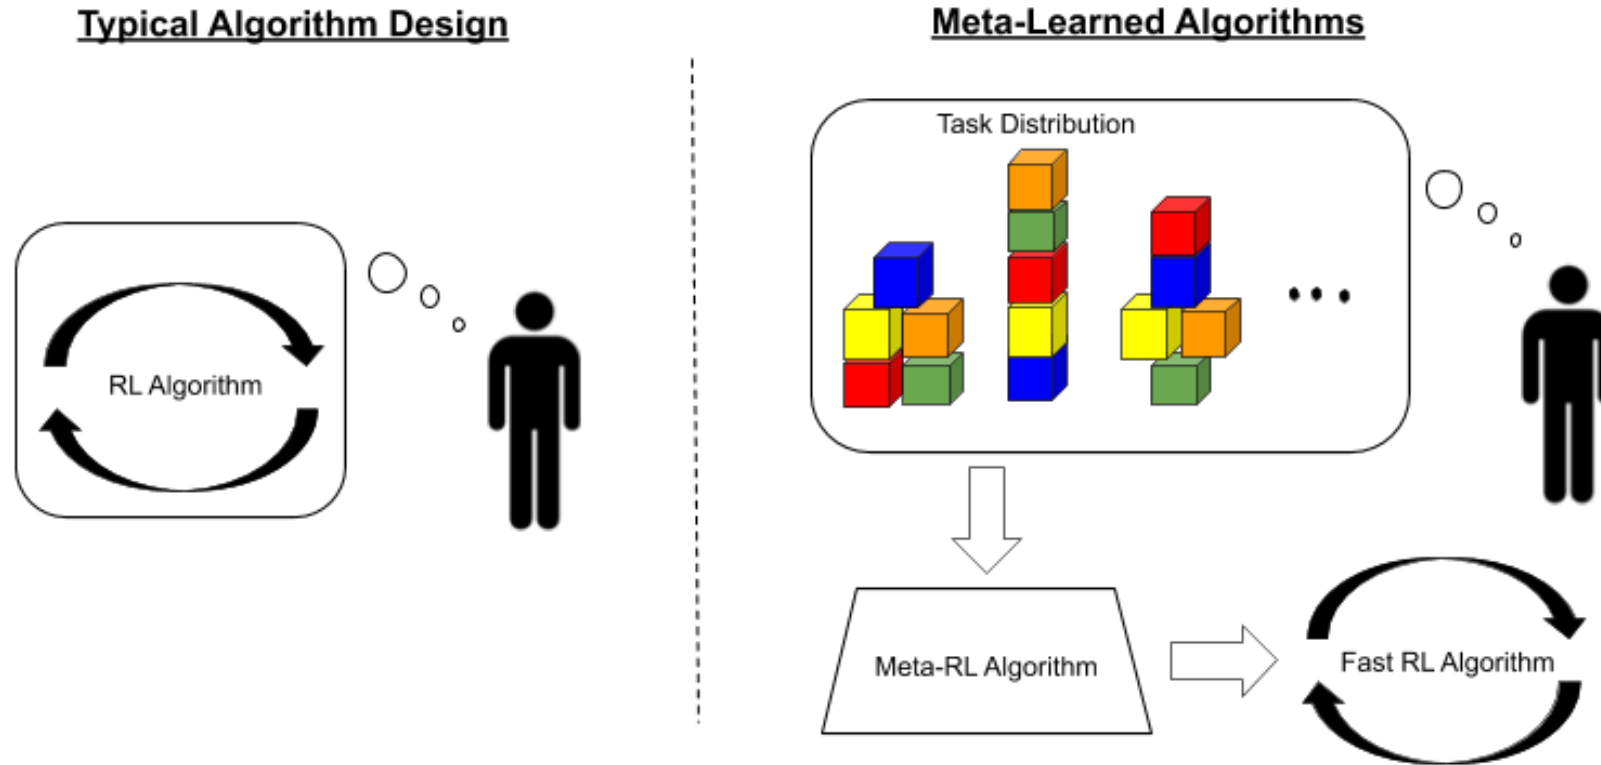 Typical Algorithm Design
RL Algorithm
Meta-Learned Algorithms
Task Distribution
Meta-RL Algorithm
Fast RL Algorithm